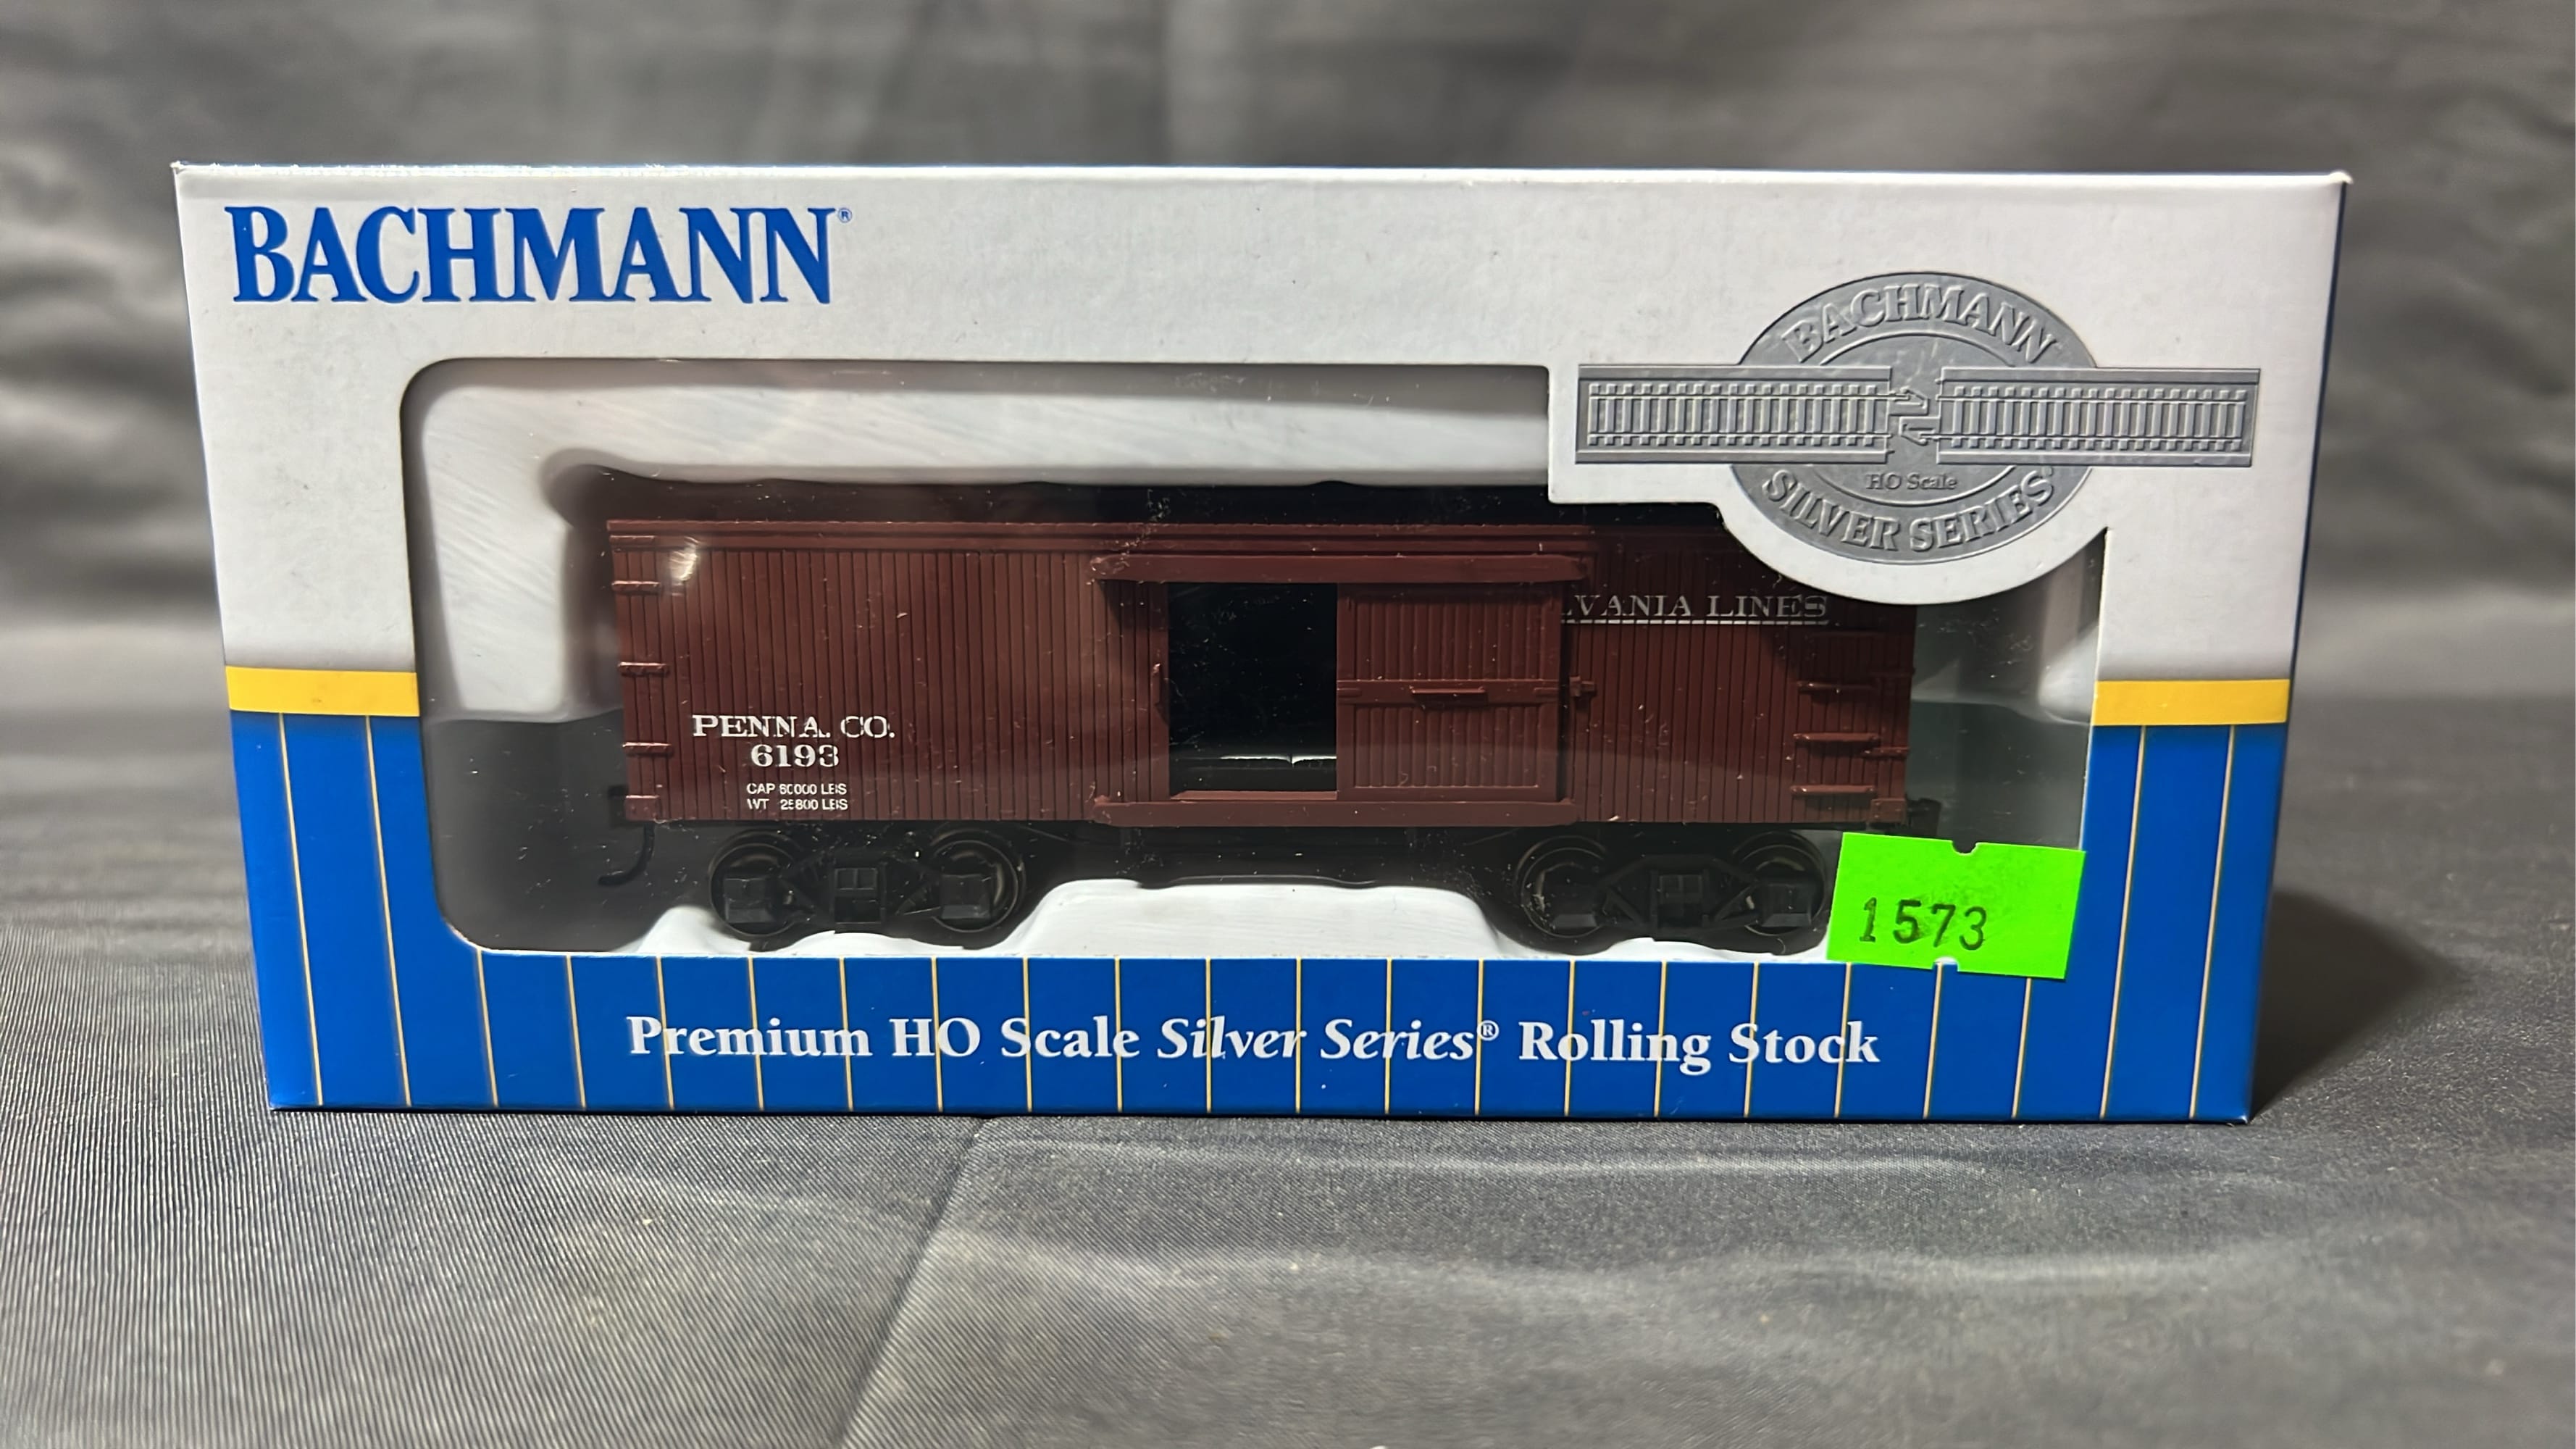 BACHMANN®
BACHMANN
HO Scale
SILVER SERIES®
LVANIA LINES
PENNA. CO.
6193
CAP 60000 LBS
WT 25800 LBS
1573
Premium HO Scale Silver Series® Rolling Stock